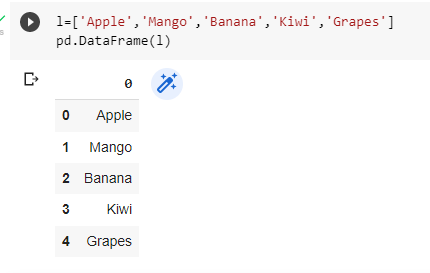 l=['Apple','Mango','Banana','Kiwi','Grapes']
pd.DataFrame(l)
0
0 Apple
1 Mango
2 Banana
3 Kiwi
4 Grapes